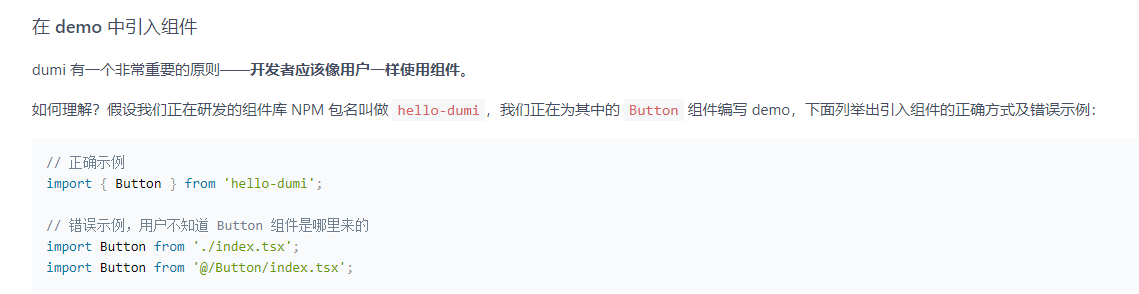 在 demo 中引入组件
dumi 有一个非常重要的原则——开发者应该像用户一样使用组件。
如何理解？假设我们正在研发的组件库 NPM 包名叫做 hello-dumi，我们正在为其中的 Button 组件编写 demo，下面列举出引入组件的正确方式及错误示例：
// 正确示例
import { Button } from 'hello-dumi';
// 错误示例，用户不知道 Button 组件是哪里来的
import Button from './index.tsx';
import Button from '@/Button/index.tsx';